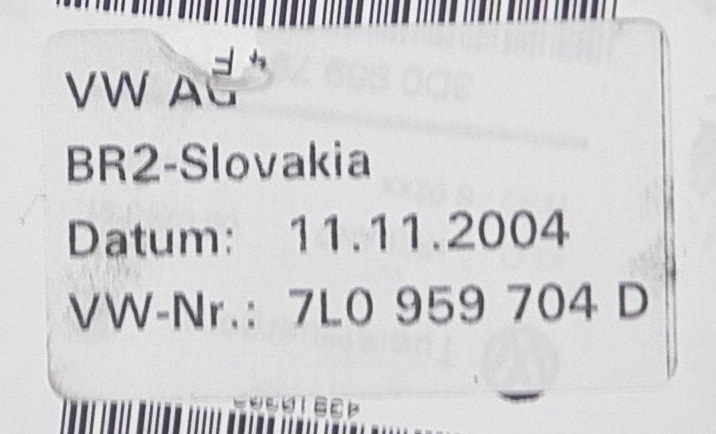 VW AG
BR2-Slovakia
Datum: 11.11.2004
VW-Nr.: 7L0 959 704 D